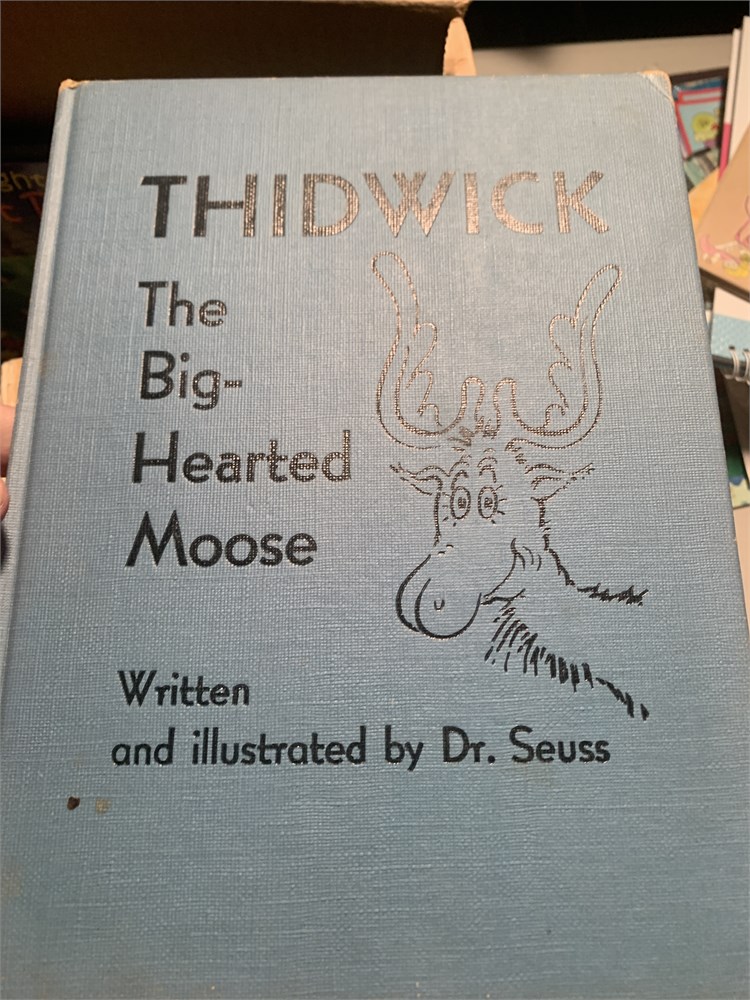 THIDWICK
The
Big-
Hearted
Moose
Written
and illustrated by Dr. Seuss